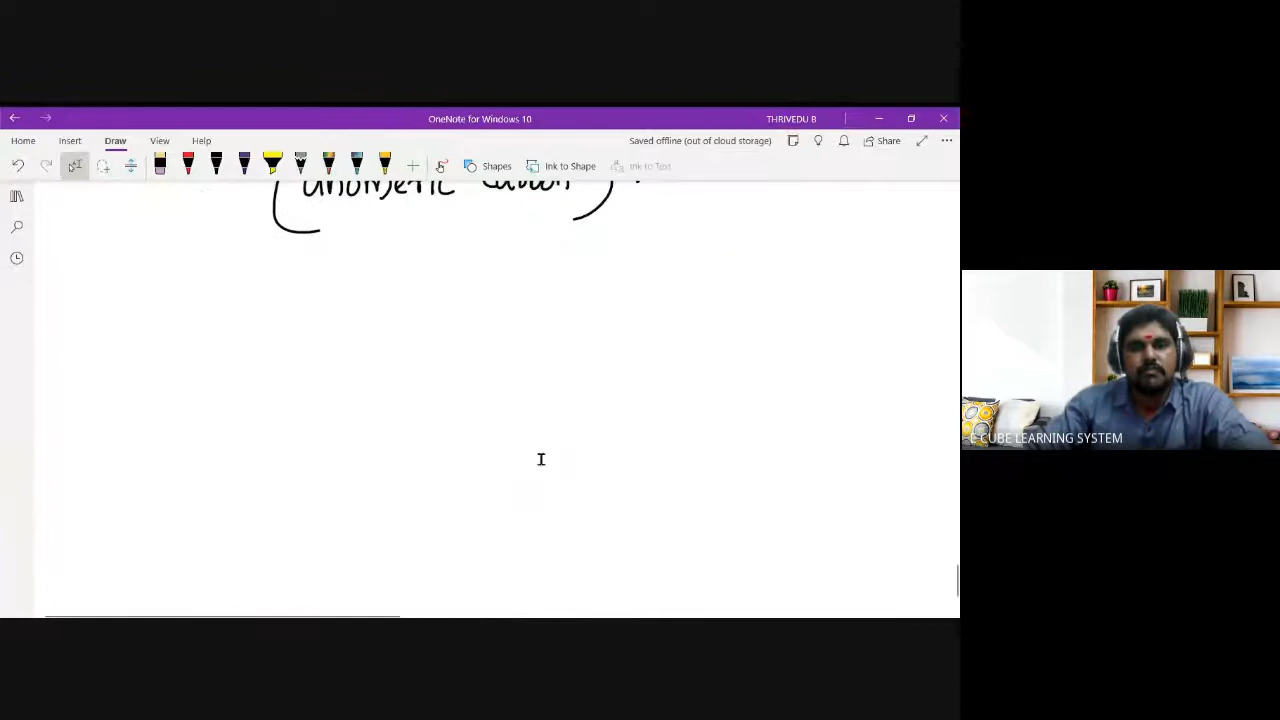 OneNote for Windows 10
THRIVEDU B
Home Insert Draw View Help
Saved offline (out of cloud storage)
Share
Shapes
Ink to Shape
Ink to Text
E CUBE LEARNING SYSTEM